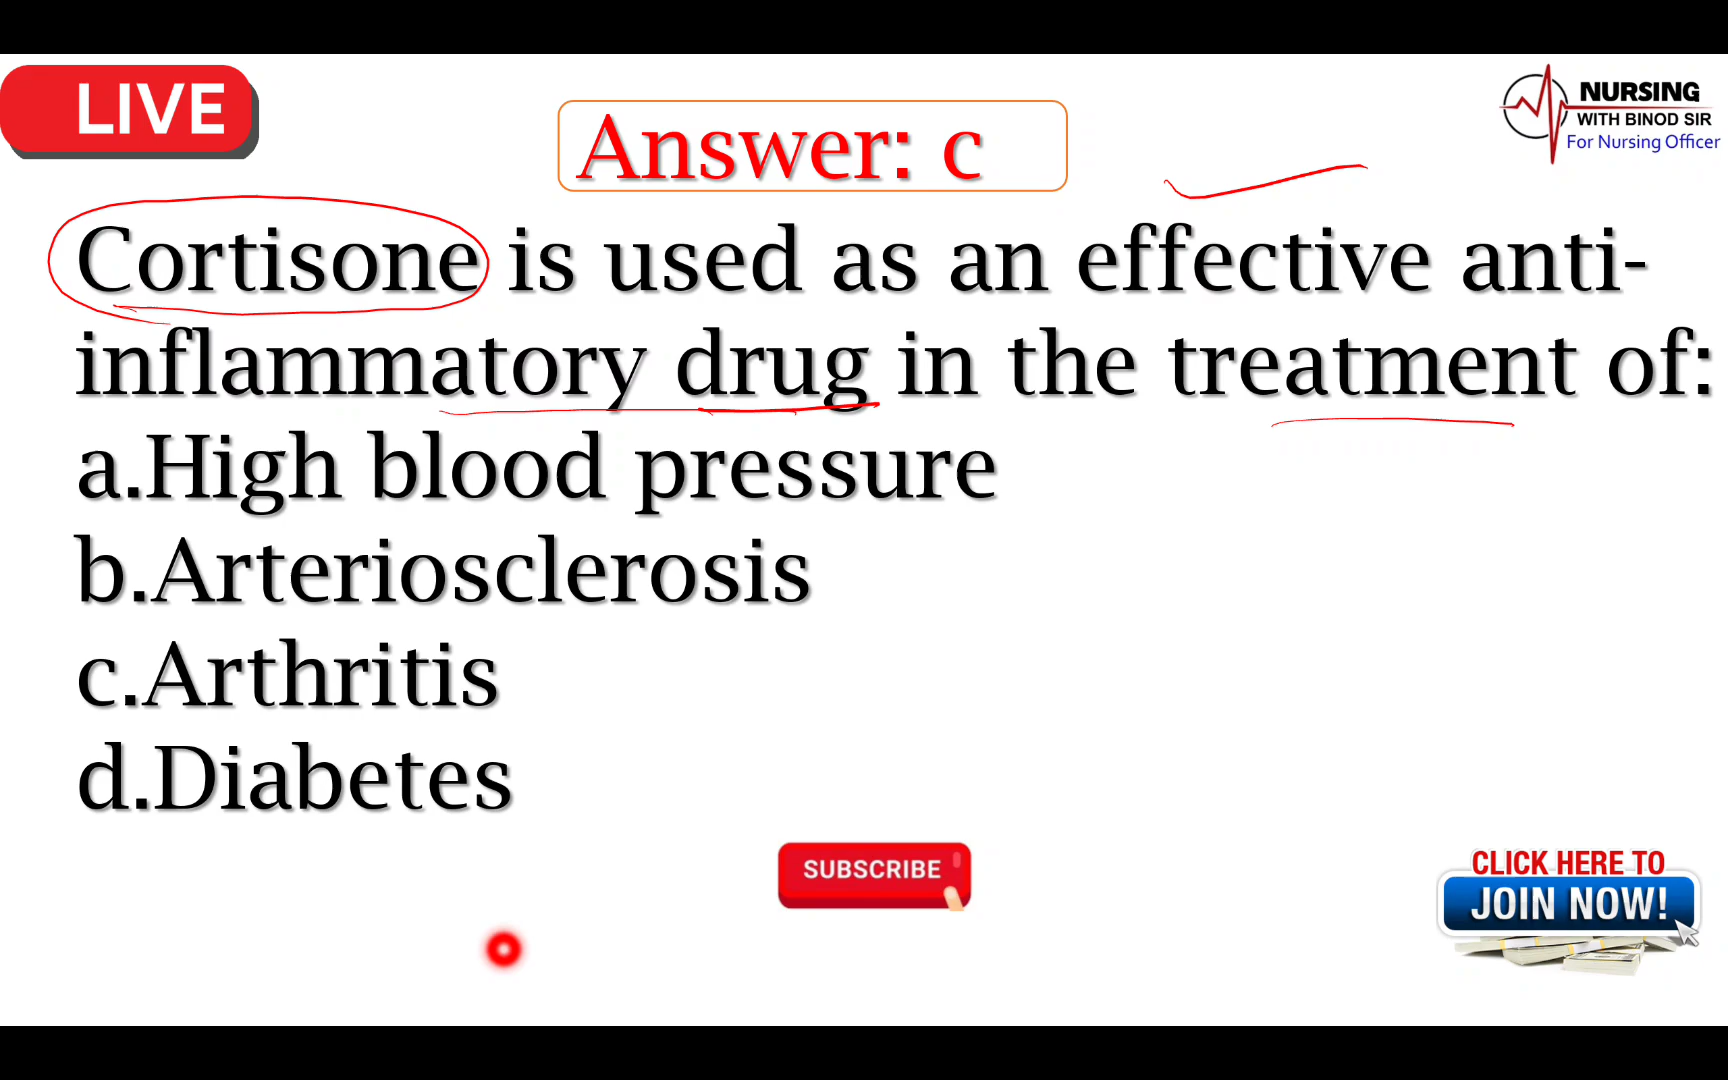 LIVE
NURSING
WITH BINOD SIR
For Nursing Officer
Answer: c
Cortisone is used as an effective anti-
inflammatory drug in the treatment of:
a.High blood pressure
b.Arteriosclerosis
c.Arthritis
d.Diabetes
SUBSCRIBE
CLICK HERE TO
JOIN NOW!